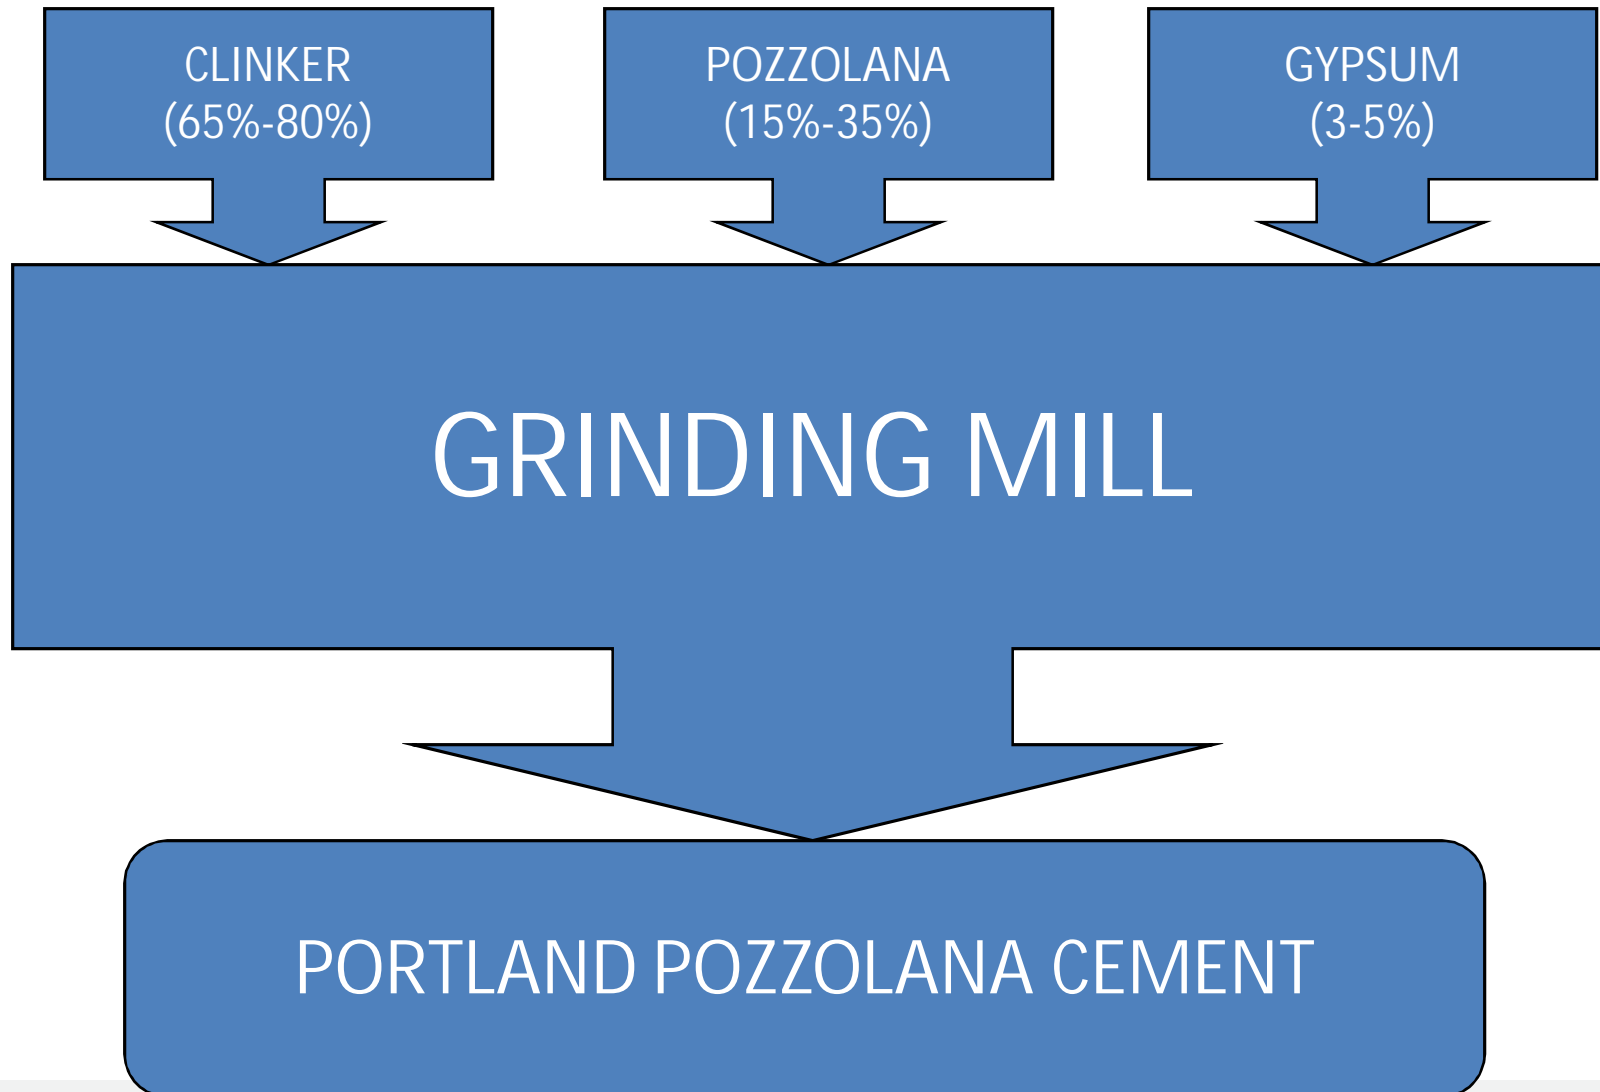 CLINKER
(65%-80%)
POZZOLANA
(15%-35%)
GYPSUM
(3-5%)
GRINDING MILL
PORTLAND POZZOLANA CEMENT